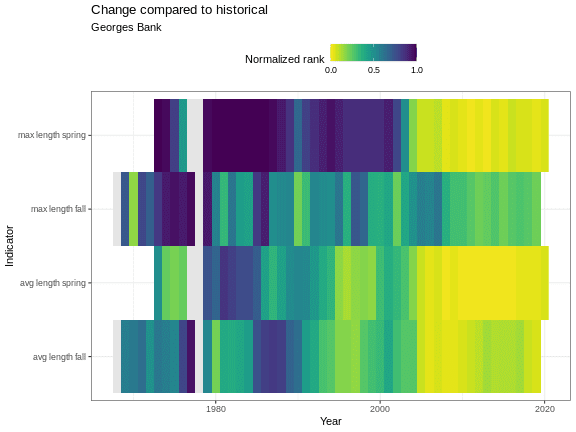 Change compared to historical
Georges Bank
Normalized rank
0.0 0.5 1.0
max length spring
max length fall
avg length spring
avg length fall
Indicator
1980 2000 2020
Year